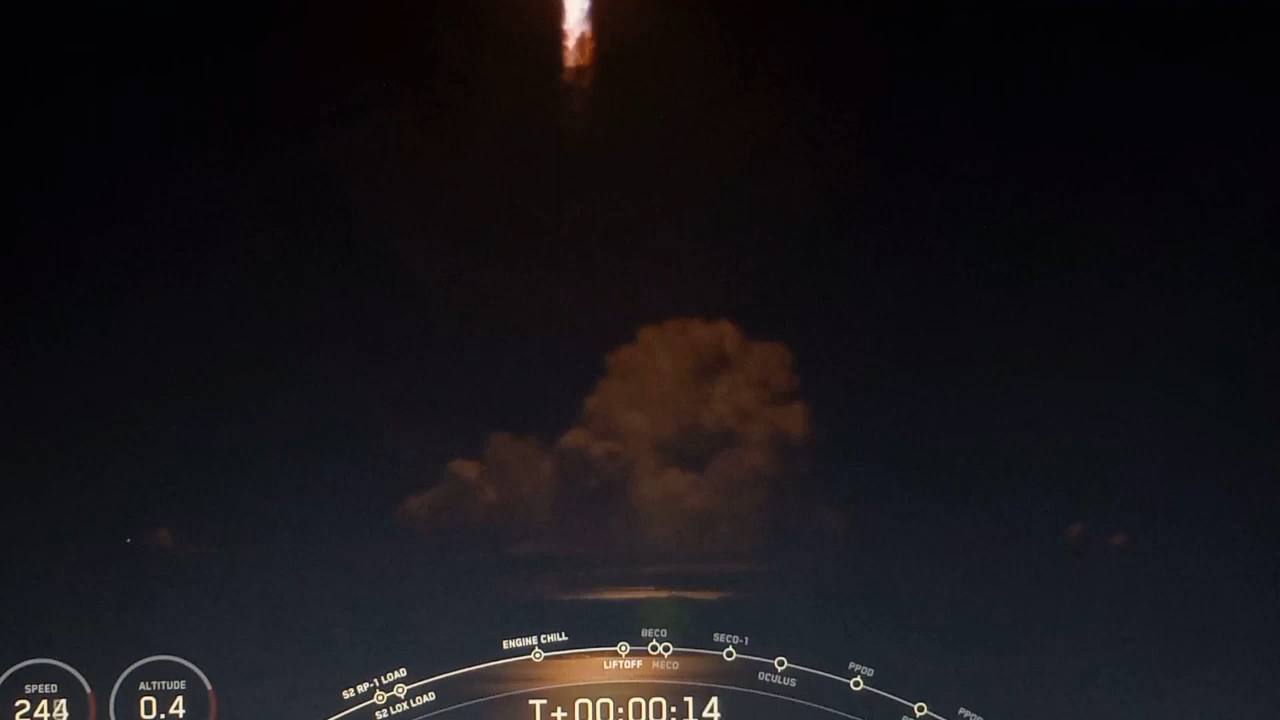 ENGINE CHILL
BECO
SECO-1
LIFTOFF
MECO
PPOD
OCULUS
S2 RP-1 LOAD
S2 LOX LOAD
SPEED
ALTITUDE
0.4
T+00:00:14